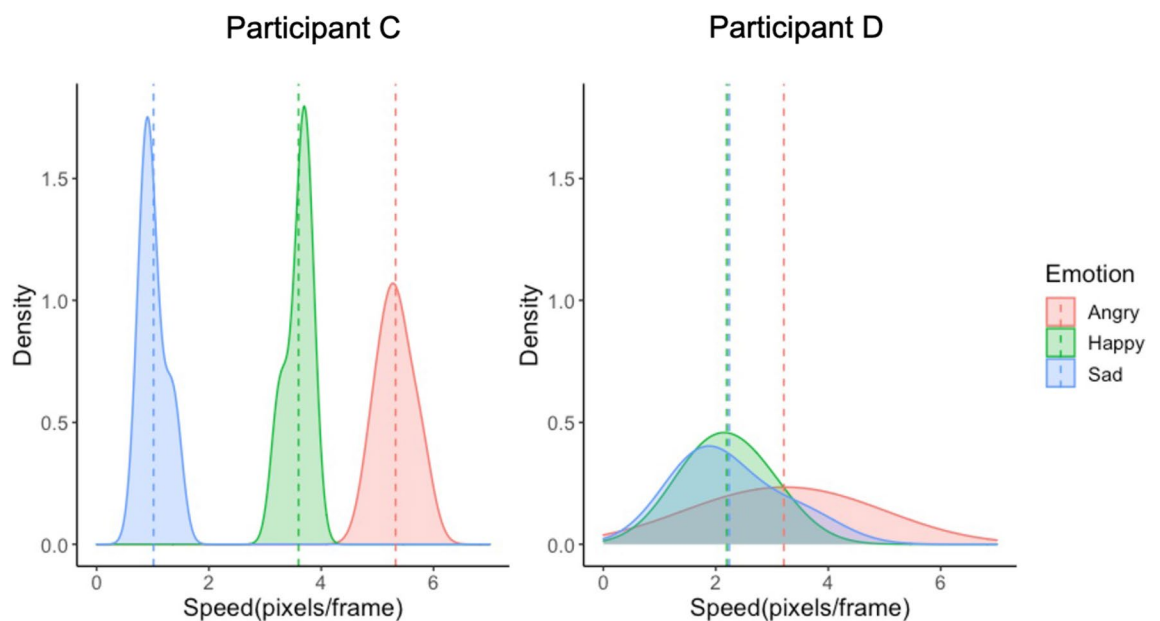 Participant C
Participant D
Density
1.5
1.0
0.5
0.0
0
2
4
6
Speed(pixels/frame)
Density
1.5
1.0
0.5
0.0
0
2
4
6
Speed(pixels/frame)
Emotion
Angry
Happy
Sad